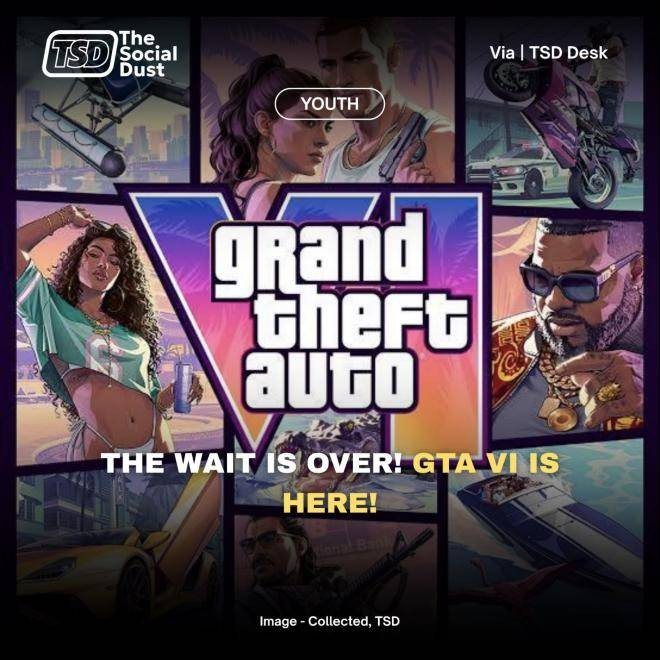 TSD
The
Social
Dust
Via | TSD Desk
YOUTH
VI
grand
theft
auto
THE WAIT IS OVER! GTA VI IS
HERE!
Image - Collected, TSD